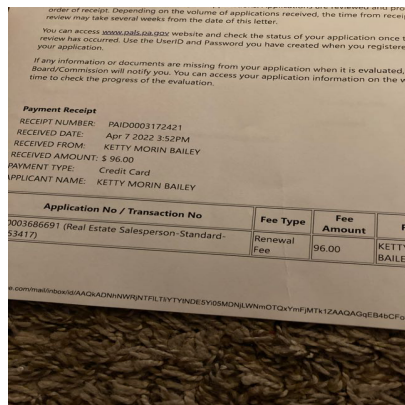 order of receipt. Depending on the volume of applications received, the time from recei
review may take several weeks from the date of this letter.
You can access www.pals.pa.gov website and check the status of your application once t
review has occurred. Use the UserID and Password you have created when you registere
your application.
If any information or documents are missing from your application when it is evaluated,
Board/Commission will notify you. You can access your application information on the w
time to check the progress of the evaluation.
Payment Receipt
RECEIPT NUMBER: PAID0003172421
RECEIVED DATE: Apr 7 2022 3:52PM
RECEIVED FROM: KETTY MORIN BAILEY
RECEIVED AMOUNT: $ 96.00
PAYMENT TYPE: Credit Card
APPLICANT NAME: KETTY MORIN BAILEY
Application No / Transaction No Fee Type Fee Amount
0003686691 (Real Estate Salesperson-Standard- Renewal Fee 96.00 KETTY
53417) BAILE